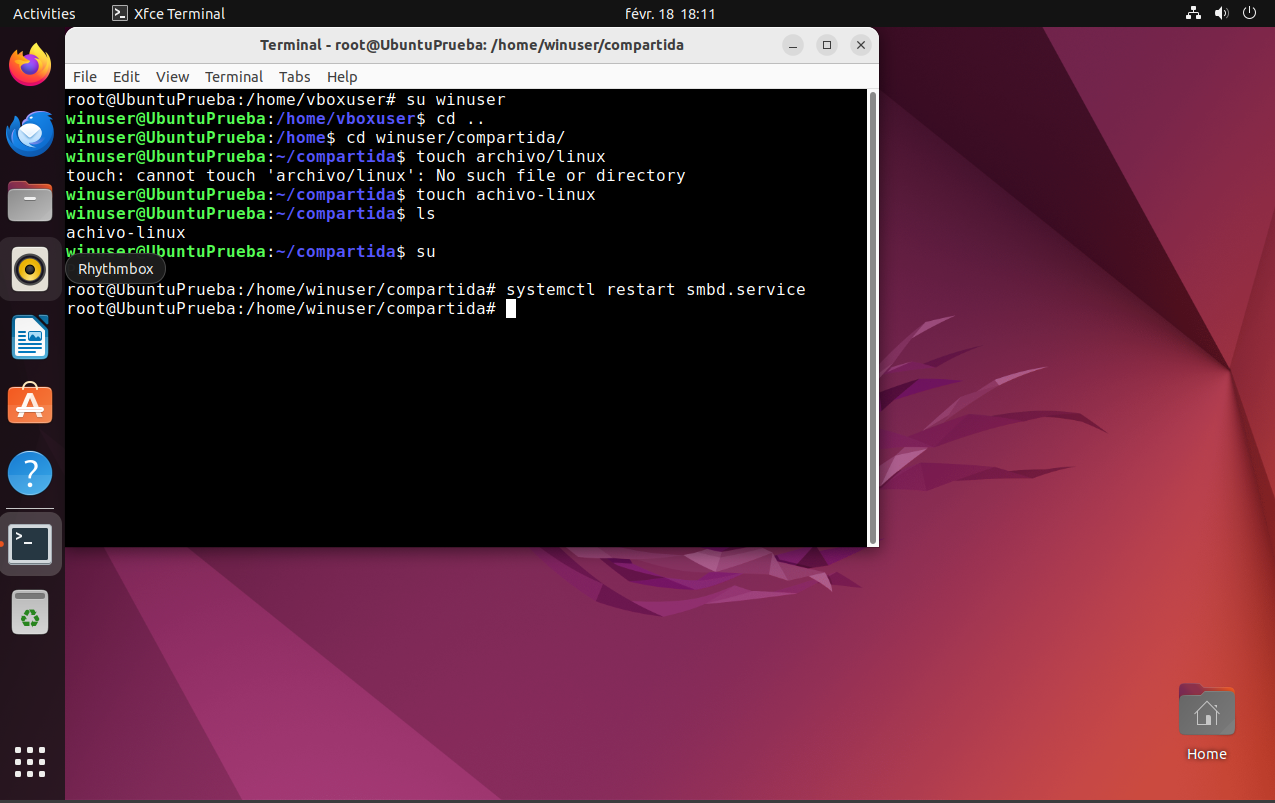 Activities Xfce Terminal févr. 18 18:11
Terminal - root@UbuntuPrueba: /home/winuser/compartida
File Edit View Terminal Tabs Help
root@UbuntuPrueba:/home/vboxuser# su winuser
winuser@UbuntuPrueba:/home/vboxuser$ cd ..
winuser@UbuntuPrueba:/home$ cd winuser/compartida/
winuser@UbuntuPrueba:~/compartida$ touch archivo/linux
touch: cannot touch 'archivo/linux': No such file or directory
winuser@UbuntuPrueba:~/compartida$ touch achivo-linux
winuser@UbuntuPrueba:~/compartida$ ls
achivo-linux
winuser@UbuntuPrueba:~/compartida$ su
Rhythmbox
root@UbuntuPrueba:/home/winuser/compartida# systemctl restart smbd.service
root@UbuntuPrueba:/home/winuser/compartida#
Home